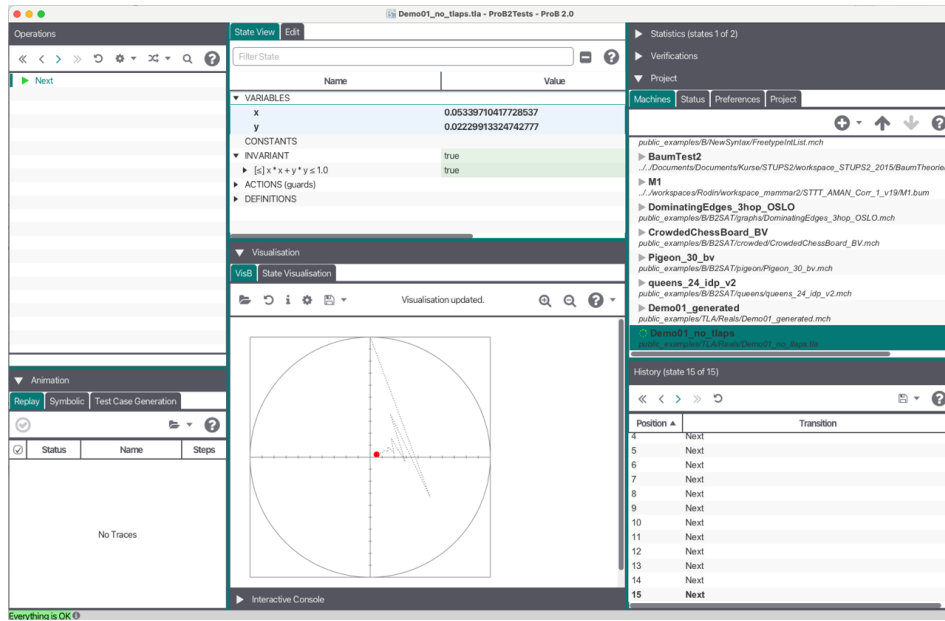 Demo01_no_tlaps.tla - ProB2Tests - ProB 2.0
Operations
Next
State View Edit
Filter State
Name Value
VARIABLES
x 0.05339710417728537
y 0.02229913324742777
CONSTANTS
INVARIANT true
[≤] x * x + y * y ≤ 1.0 true
ACTIONS (guards)
DEFINITIONS
Visualisation
VisB State Visualisation
Visualisation updated.
Interactive Console
Animation
Replay Symbolic Test Case Generation
Status Name Steps
No Traces
Statistics (states 1 of 2)
Verifications
Project
Machines Status Preferences Project
public_examples/B/NewSyntax/FreetypeIntList.mch
BaumTest2
../../Documents/Documents/Kurse/STUPS2/workspace_STUPS2_2015/BaumTheorie
M1
../../workspaces/Rodin/workspace_mammar2/STTT_AMAN_Corr_1_v19/M1.bum
DominatingEdges_3hop_OSLO
public_examples/B/B2SAT/graphs/DominatingEdges_3hop_OSLO.mch
CrowdedChessBoard_BV
public_examples/B/B2SAT/crowded/CrowdedChessBoard_BV.mch
Pigeon_30_bv
public_examples/B/B2SAT/pigeon/Pigeon_30_bv.mch
queens_24_idp_v2
public_examples/B/B2SAT/queens/queens_24_idp_v2.mch
Demo01_generated
public_examples/TLA/Reals/Demo01_generated.mch
Demo01_no_tlaps
public_examples/TLA/Reals/Demo01_no_tlaps.tla
History (state 15 of 15)
Position Transition
4 Next
5 Next
6 Next
7 Next
8 Next
9 Next
10 Next
11 Next
12 Next
13 Next
14 Next
15 Next
Everything is OK